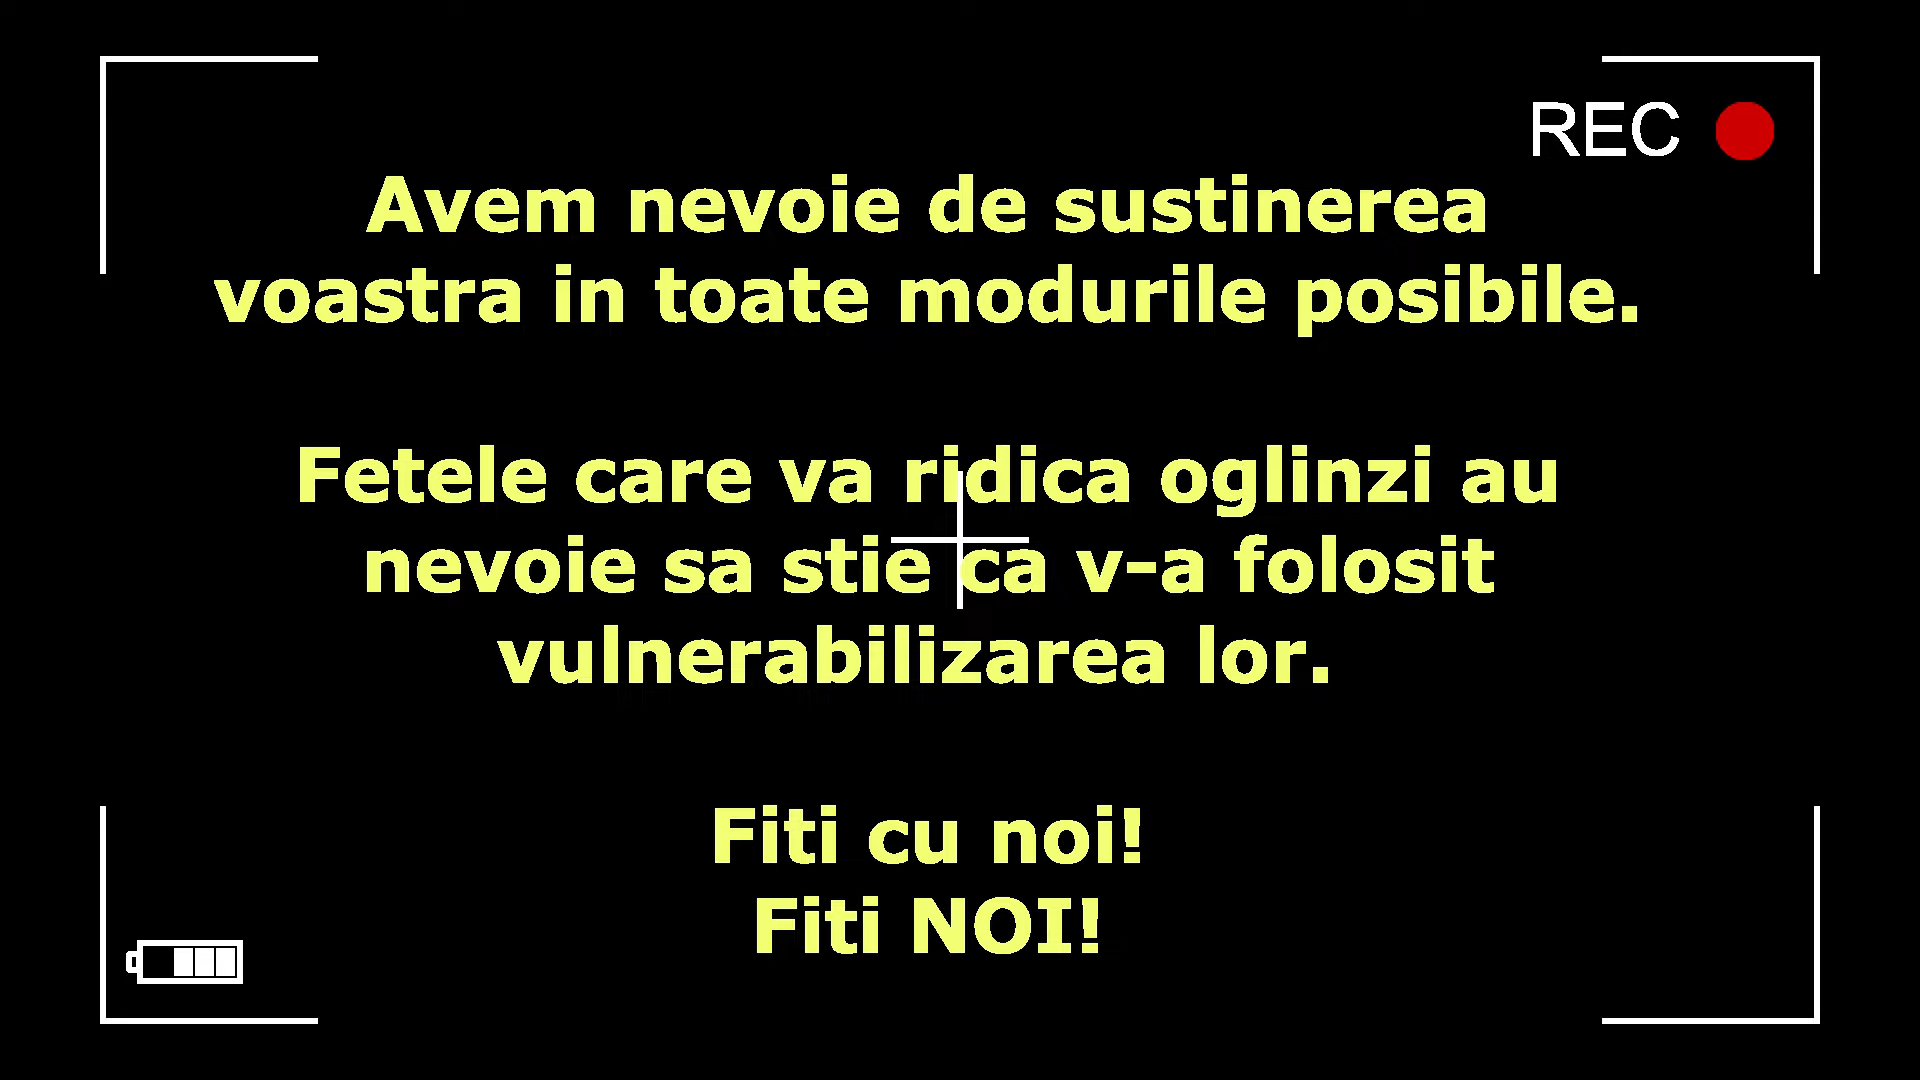 REC
Avem nevoie de sustinerea
voastra in toate modurile posibile.
Fetele care va ridica oglinzi au
nevoie sa stie ca v-a folosit
vulnerabilizarea lor.
Fiti cu noi!
Fiti NOI!